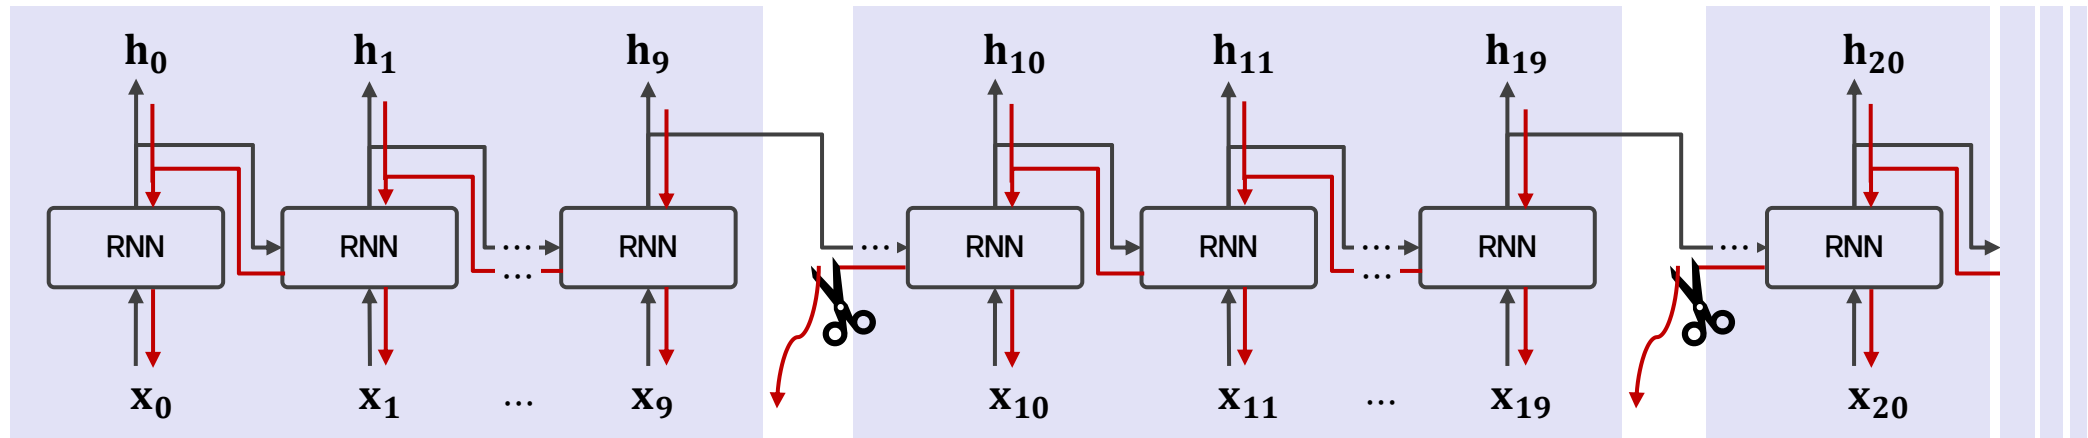 h0 h1 h9 h10 h11 h19 h20
RNN RNN ... RNN ... RNN RNN ... RNN ... RNN
... ...
x0 x1 ... x9 x10 x11 ... x19 x20